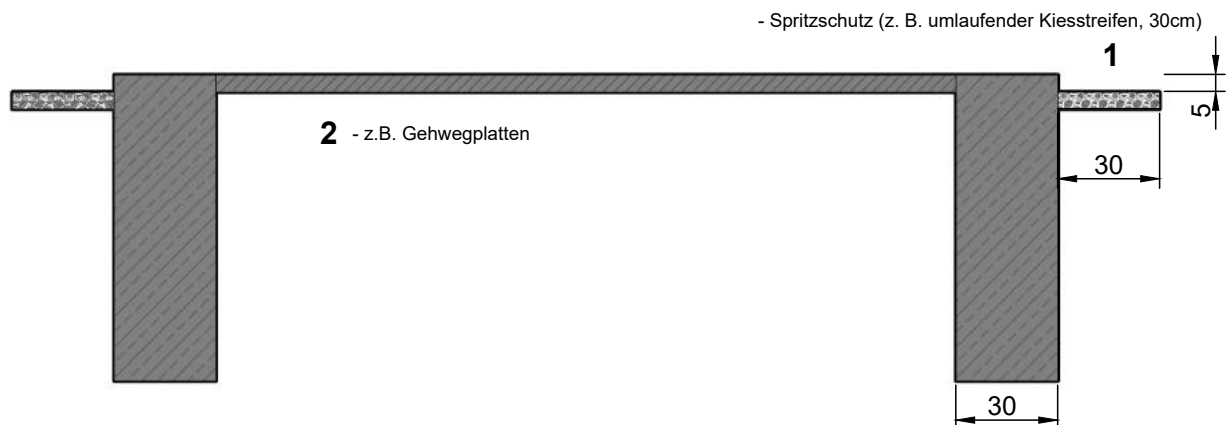 - Spritzschutz (z. B. umlaufender Kiesstreifen, 30cm)
1
5
2 - z.B. Gehwegplatten
30
30